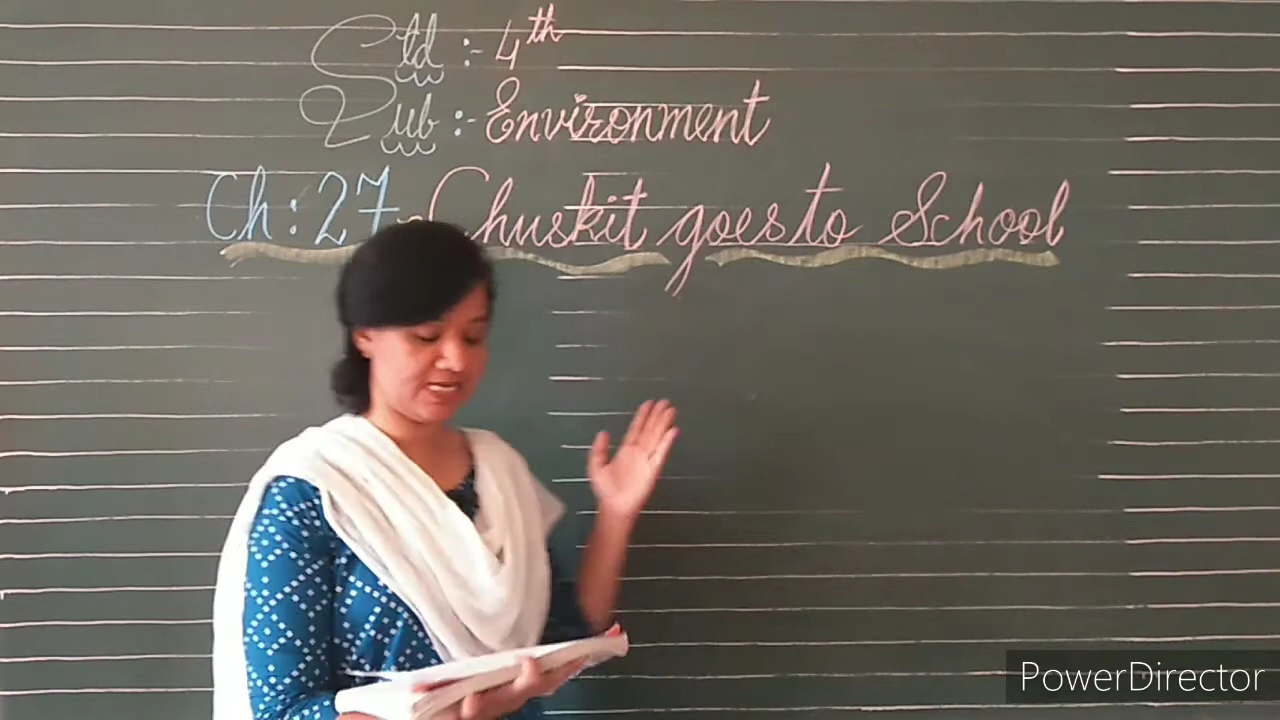 Std :- 4th
Sub :- Environment
Ch : 27 - Chuskit goes to School
PowerDirector